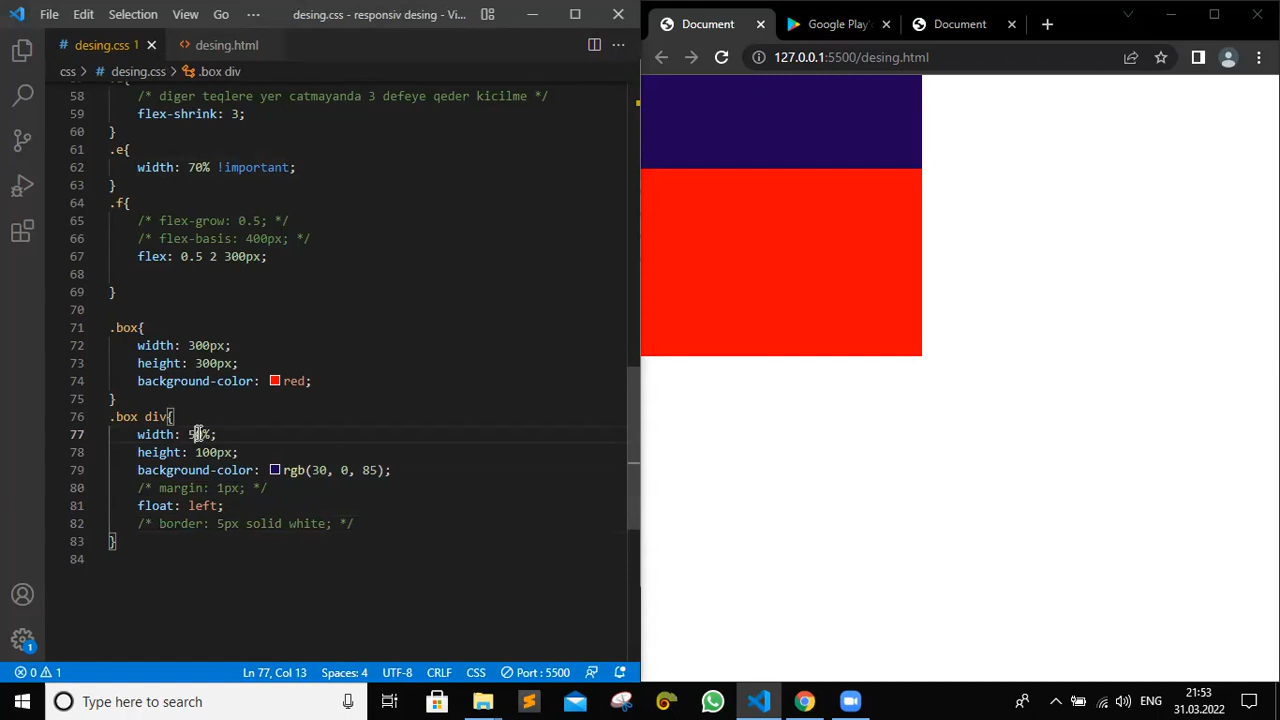 File Edit Selection View Go ··· desing.css - responsiv desing - Vi...
# desing.css 1 × <> desing.html ···
css > # desing.css > .box div
58 /* diger teqlere yer catmayanda 3 defeye qeder kicilme */
59 flex-shrink: 3;
60 }
61 .e{
62 width: 70% !important;
63 }
64 .f{
65 /* flex-grow: 0.5; */
66 /* flex-basis: 400px; */
67 flex: 0.5 2 300px;
68
69 }
70
71 .box{
72 width: 300px;
73 height: 300px;
74 background-color: red;
75 }
76 .box div{
77 width: 50%;
78 height: 100px;
79 background-color: rgb(30, 0, 85);
80 /* margin: 1px; */
81 float: left;
82 /* border: 5px solid white; */
83 }
84
1
0 1 Ln 77, Col 13 Spaces: 4 UTF-8 CRLF CSS Port : 5500
Document × Google Play' × Document × +
127.0.0.1:5500/desing.html
Type here to search
ENG
21:53
31.03.2022